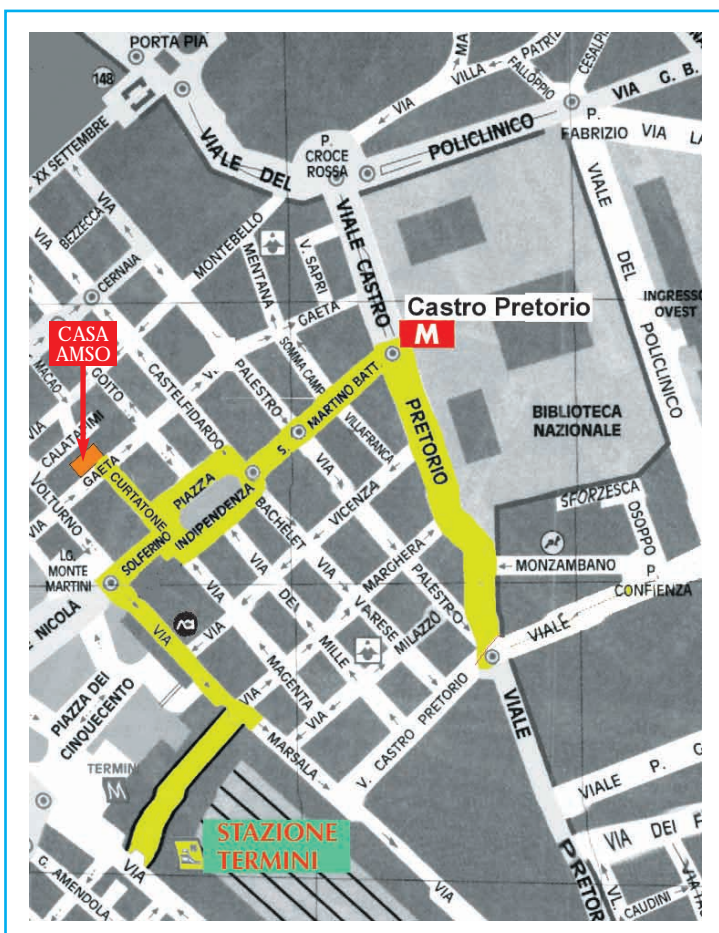 PORTA PIA
148
XX SETTEMBRE
VIA
VIA
BEZZECCA
CERNAIA
MONTEBELLO
VIALE DEL
POLICLINICO
P.
CROCE
ROSSA
VIA
VILLA
PATRIZ
FALLOPPIO
CESALPI
VIA G. B.
P.
FABRIZIO
VIA LA
MA
VIALE
DEL
POLICLINICO
INGRESSO
OVEST
MENTANA
V. SAPRI
GAETA
VIALE CASTRO
Castro Pretorio
M
CASA
AMSO
MACAO
GOITO
CASTELFIDARDO
PALESTRO
SOMMA CAMP.
S. MARTINO BATT.
VILLAFRANCA
PRETORIO
BIBLIOTECA
NAZIONALE
CALATAFIMI
GAETA
VIA
VOLTURNO
CURTATONE
PIAZZA
INDIPENDENZA
SOLFERINO
BACHELET
VICENZA
VIA
MARGHERA
PALESTRO
SFORZESCA
OSOPPO
MONZAMBANO
P.
CONFIENZA
VIALE
LG.
MONTE
MARTINI
E NICOLA
VIA
aci
VIA
DEI
MILLE
VARESE
MILAZZO
MAGENTA
VIA
VIA
PIAZZA DEI
CINQUECENTO
MARSALA
V. CASTRO PRETORIO
VIALE
PRETOR
TERMINI
M
STAZIONE
TERMINI
G. AMENDOLA
VIA
VIA
VIALE P. G
VIA DEI F
VL.
CAUDINI
VIA TAU